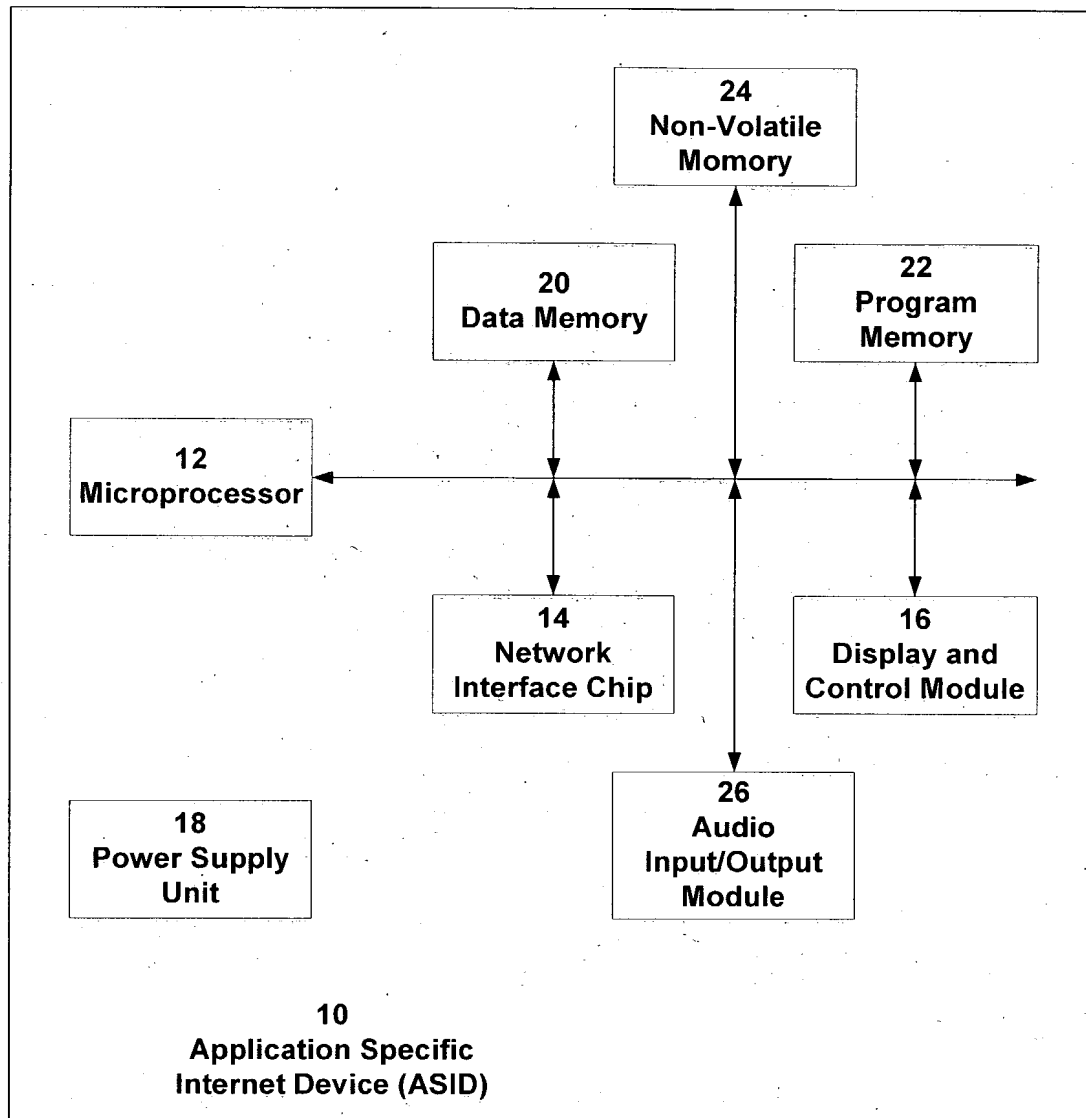 24
Non-Volatile
Momory
20
Data Memory
22
Program
Memory
12
Microprocessor
14
Network
Interface Chip
16
Display and
Control Module
18
Power Supply
Unit
26
Audio
Input/Output
Module
10
Application Specific
Internet Device (ASID)